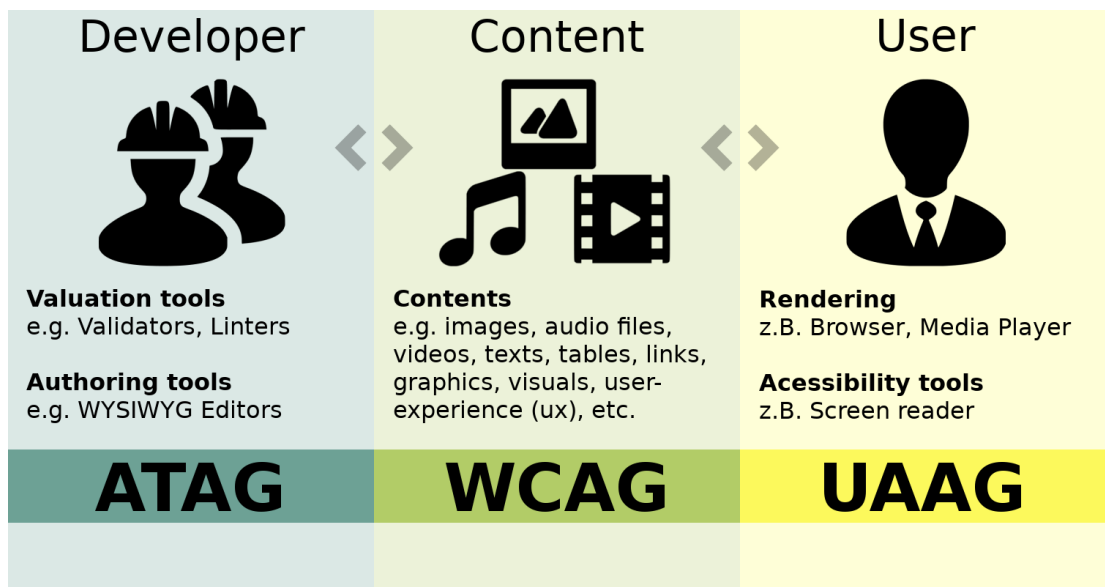 Developer
Valuation tools
e.g. Validators, Linters
Authoring tools
e.g. WYSIWYG Editors
ATAG
Content
Contents
e.g. images, audio files,
videos, texts, tables, links,
graphics, visuals, user-
experience (ux), etc.
WCAG
User
Rendering
z.B. Browser, Media Player
Acessibility tools
z.B. Screen reader
UAAG